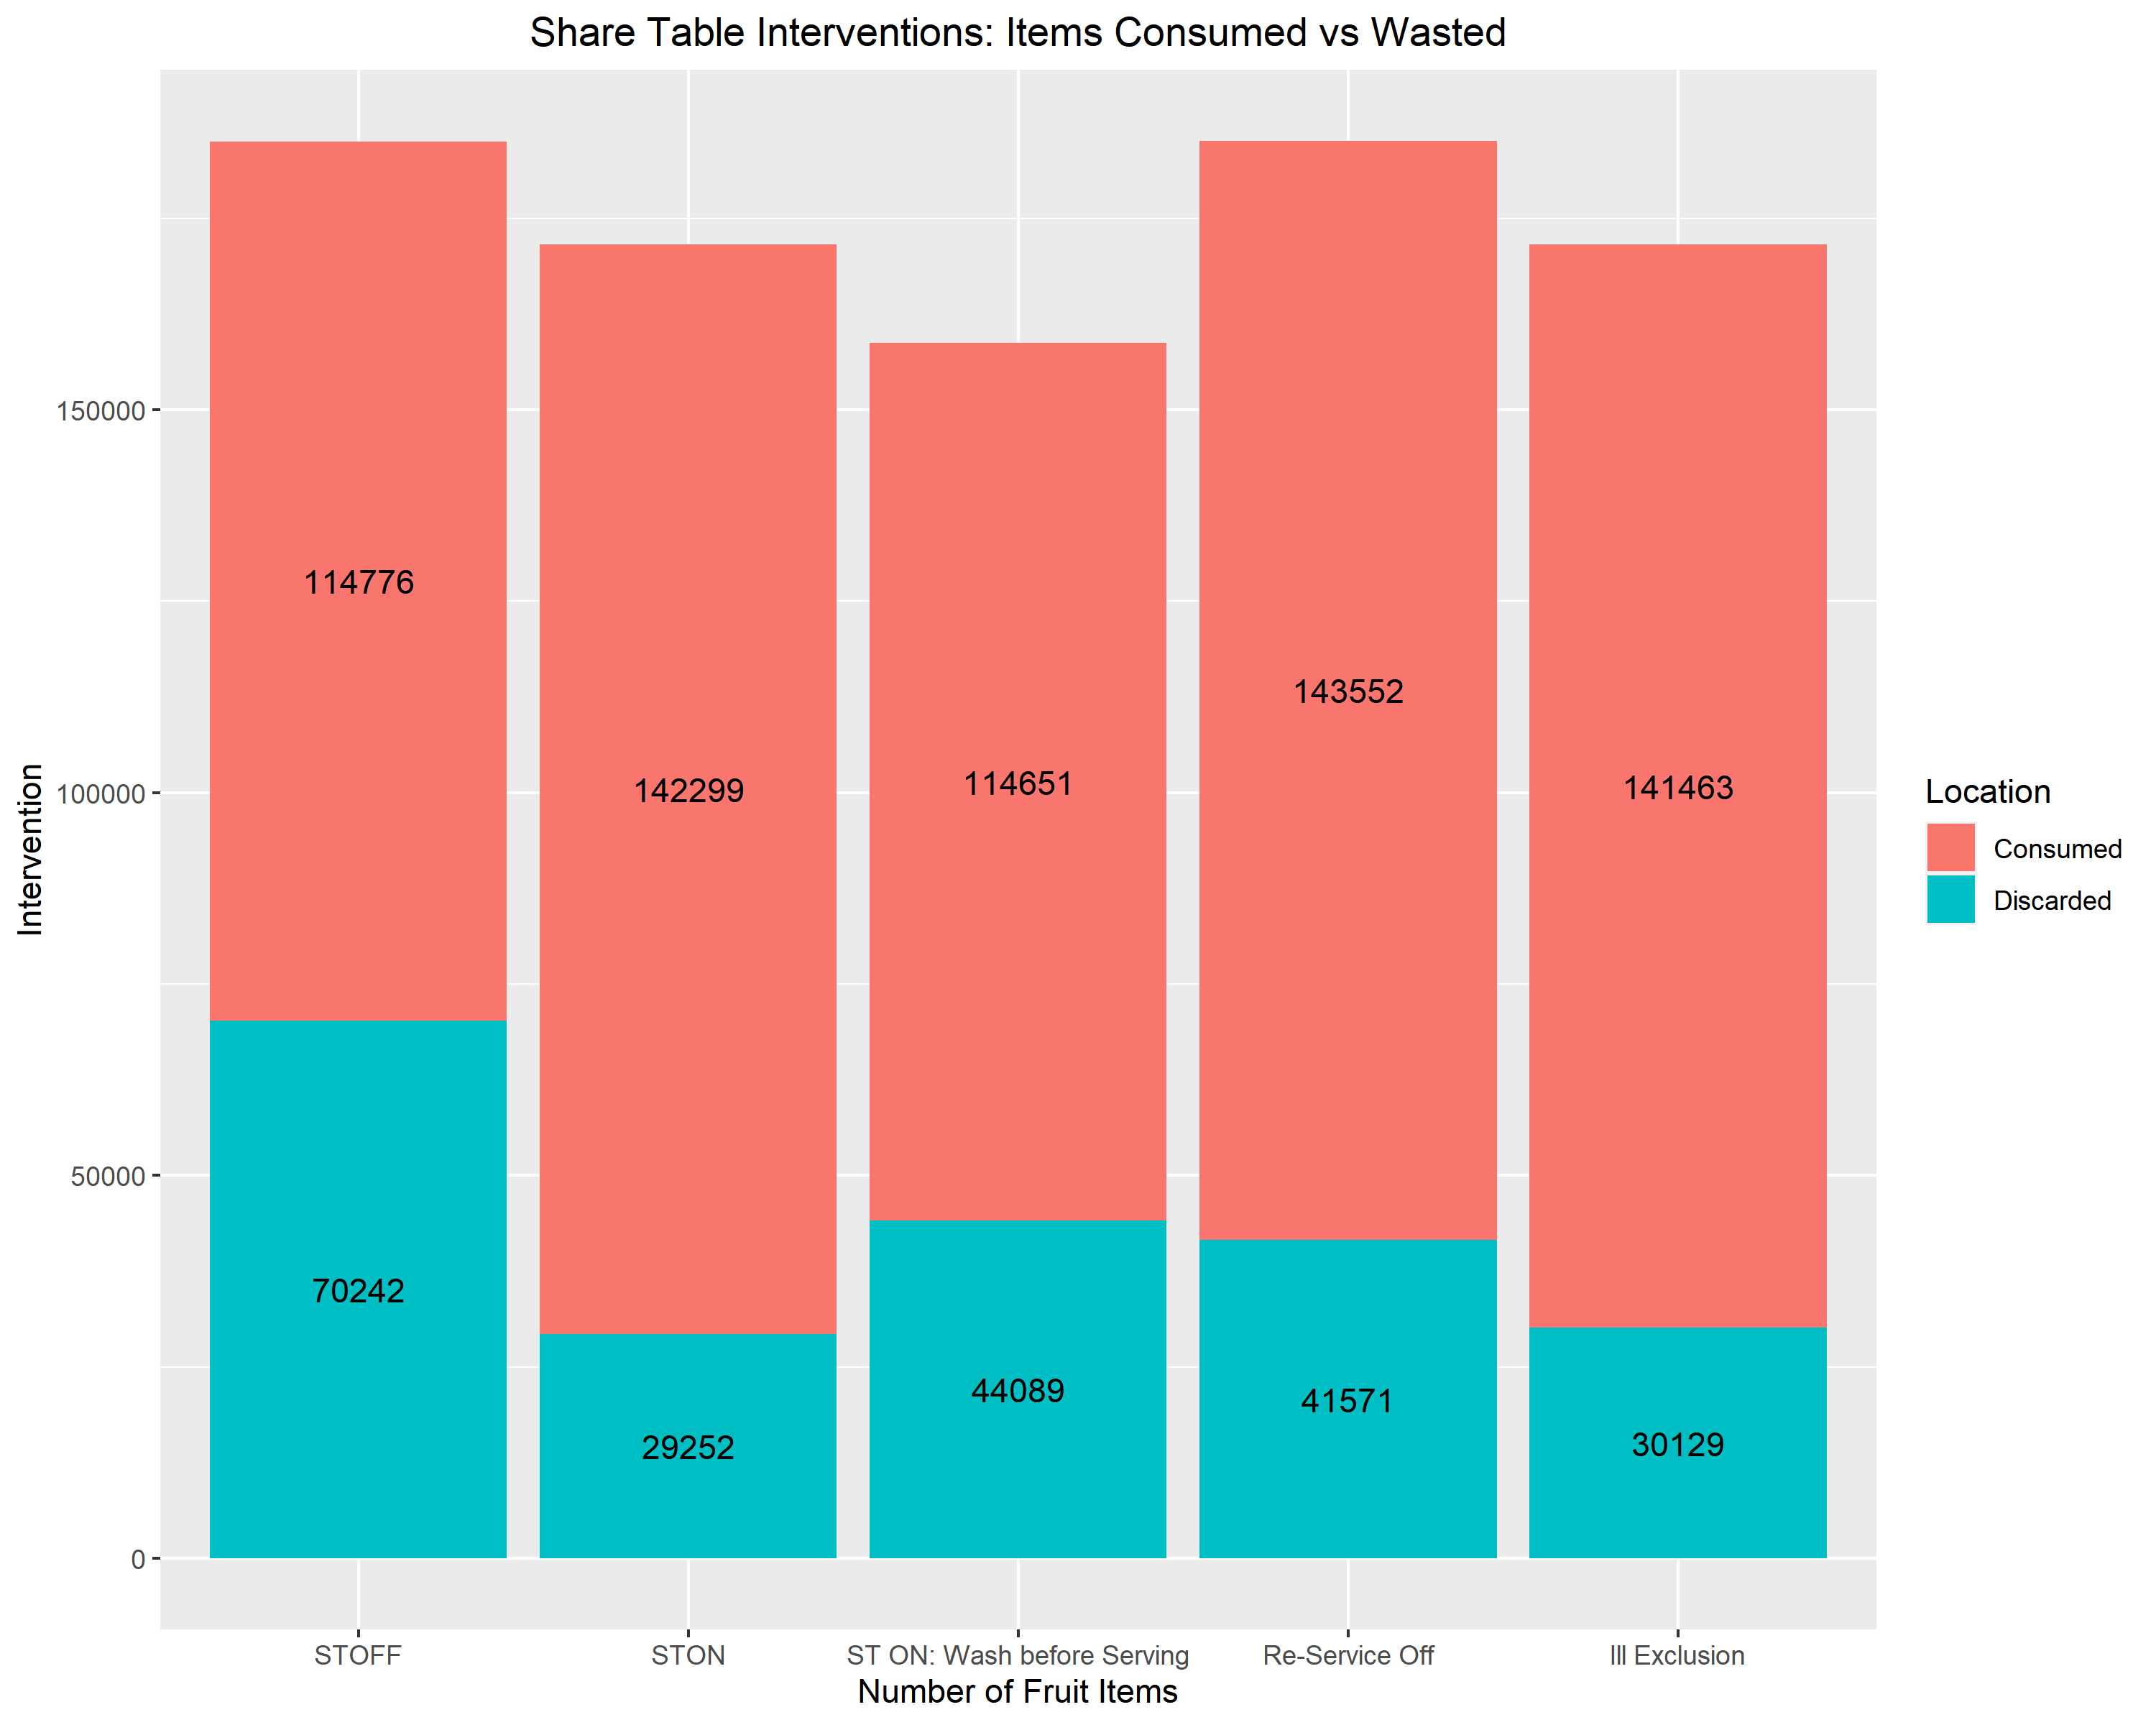 Share Table Interventions: Items Consumed vs Wasted
Intervention
150000
100000
50000
0
114776
70242
142299
29252
114651
44089
143552
41571
141463
30129
STOFF
STON
ST ON: Wash before Serving
Re-Service Off
Ill Exclusion
Number of Fruit Items
Location
Consumed
Discarded